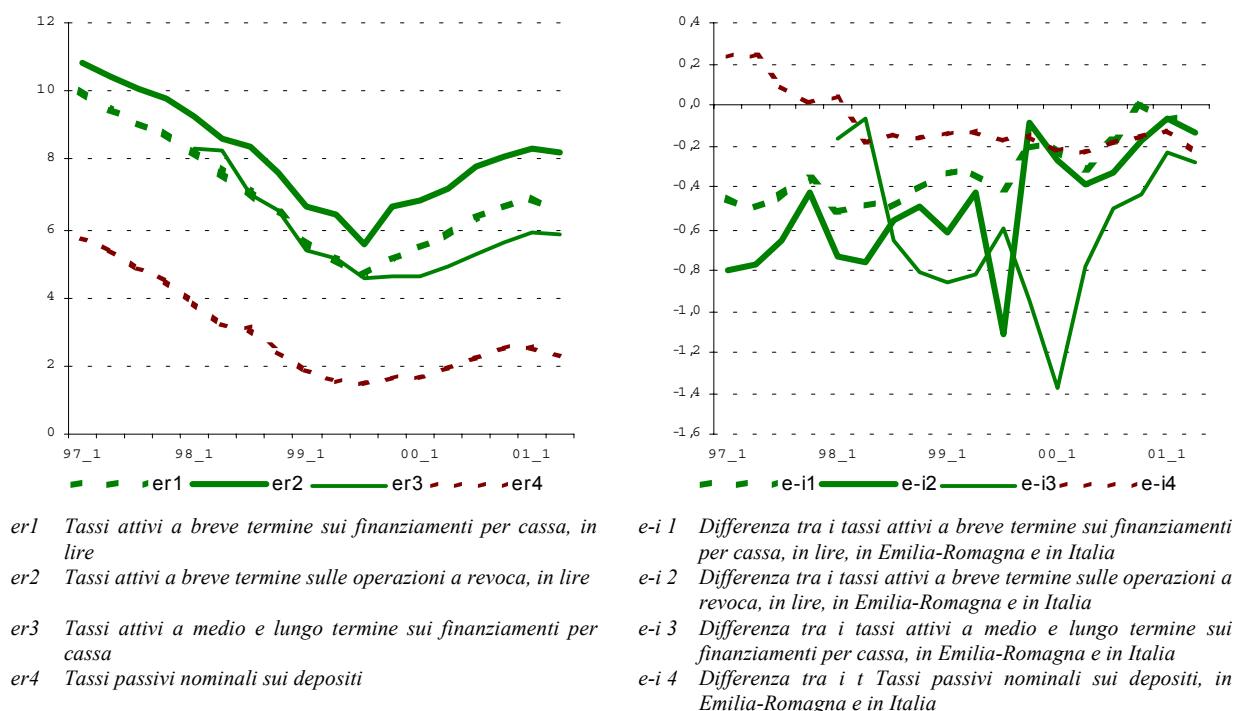 12
10
8
6
4
2
0
97_1 98_1 99_1 00_1 01_1
er1 er2 er3 er4
er1 Tassi attivi a breve termine sui finanziamenti per cassa, in
lire
er2 Tassi attivi a breve termine sulle operazioni a revoca, in lire
er3 Tassi attivi a medio e lungo termine sui finanziamenti per
cassa
er4 Tassi passivi nominali sui depositi
0,4
0,2
0,0
-0,2
-0,4
-0,6
-0,8
-1,0
-1,2
-1,4
-1,6
97_1 98_1 99_1 00_1 01_1
e-i1 e-i2 e-i3 e-i4
e-i 1 Differenza tra i tassi attivi a breve termine sui finanziamenti
per cassa, in lire, in Emilia-Romagna e in Italia
e-i 2 Differenza tra i tassi attivi a breve termine sulle operazioni a
revoca, in lire, in Emilia-Romagna e in Italia
e-i 3 Differenza tra i tassi attivi a medio e lungo termine sui
finanziamenti per cassa, in Emilia-Romagna e in Italia
e-i 4 Differenza tra i t Tassi passivi nominali sui depositi, in
Emilia-Romagna e in Italia